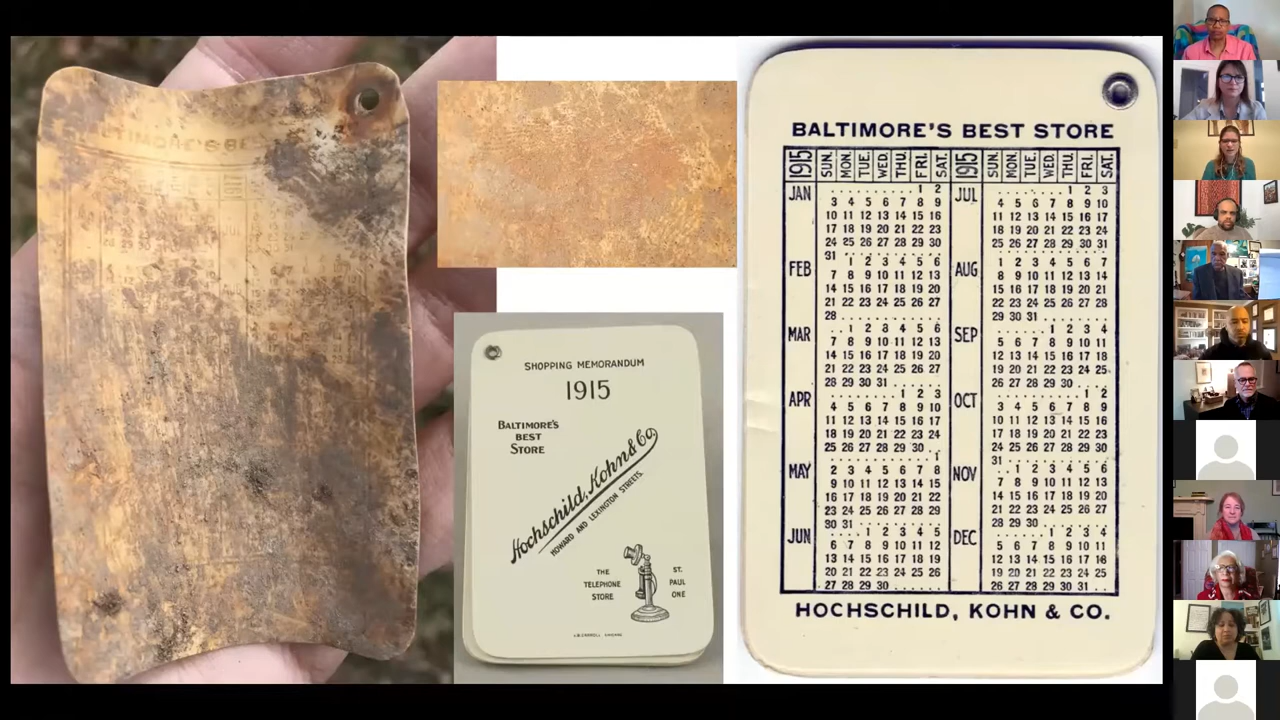 TIMORE'S BES
SHOPPING MEMORANDUM
1915
BALTIMORE'S
BEST
STORE
Hochschild, Kohn & Co.
HOWARD AND LEXINGTON STREETS.
THE
TELEPHONE
STORE
ST.
PAUL
ONE
BALTIMORE'S BEST STORE
1915 SUN. MON. TUE. WED. THU. FRI. SAT.
JAN 1 2
3 4 5 6 7 8 9
10 11 12 13 14 15 16
17 18 19 20 21 22 23
24 25 26 27 28 29 30
31
FEB 1 2 3 4 5 6
7 8 9 10 11 12 13
14 15 16 17 18 19 20
21 22 23 24 25 26 27
28
MAR 1 2 3 4 5 6
7 8 9 10 11 12 13
14 15 16 17 18 19 20
21 22 23 24 25 26 27
28 29 30 31
APR 1 2 3
4 5 6 7 8 9 10
11 12 13 14 15 16 17
18 19 20 21 22 23 24
25 26 27 28 29 30
MAY 1
2 3 4 5 6 7 8
9 10 11 12 13 14 15
16 17 18 19 20 21 22
23 24 25 26 27 28 29
30 31
JUN 1 2 3 4 5
6 7 8 9 10 11 12
13 14 15 16 17 18 19
20 21 22 23 24 25 26
27 28 29 30
1915 SUN. MON. TUE. WED. THU. FRI. SAT.
JUL 1 2 3
4 5 6 7 8 9 10
11 12 13 14 15 16 17
18 19 20 21 22 23 24
25 26 27 28 29 30 31
AUG 1 2 3 4 5 6 7
8 9 10 11 12 13 14
15 16 17 18 19 20 21
22 23 24 25 26 27 28
29 30 31
SEP 1 2 3 4
5 6 7 8 9 10 11
12 13 14 15 16 17 18
19 20 21 22 23 24 25
26 27 28 29 30
OCT 1 2
3 4 5 6 7 8 9
10 11 12 13 14 15 16
17 18 19 20 21 22 23
24 25 26 27 28 29 30
31
NOV 1 2 3 4 5 6
7 8 9 10 11 12 13
14 15 16 17 18 19 20
21 22 23 24 25 26 27
28 29 30
DEC 1 2 3 4
5 6 7 8 9 10 11
12 13 14 15 16 17 18
19 20 21 22 23 24 25
26 27 28 29 30 31
HOCHSCHILD, KOHN & CO.